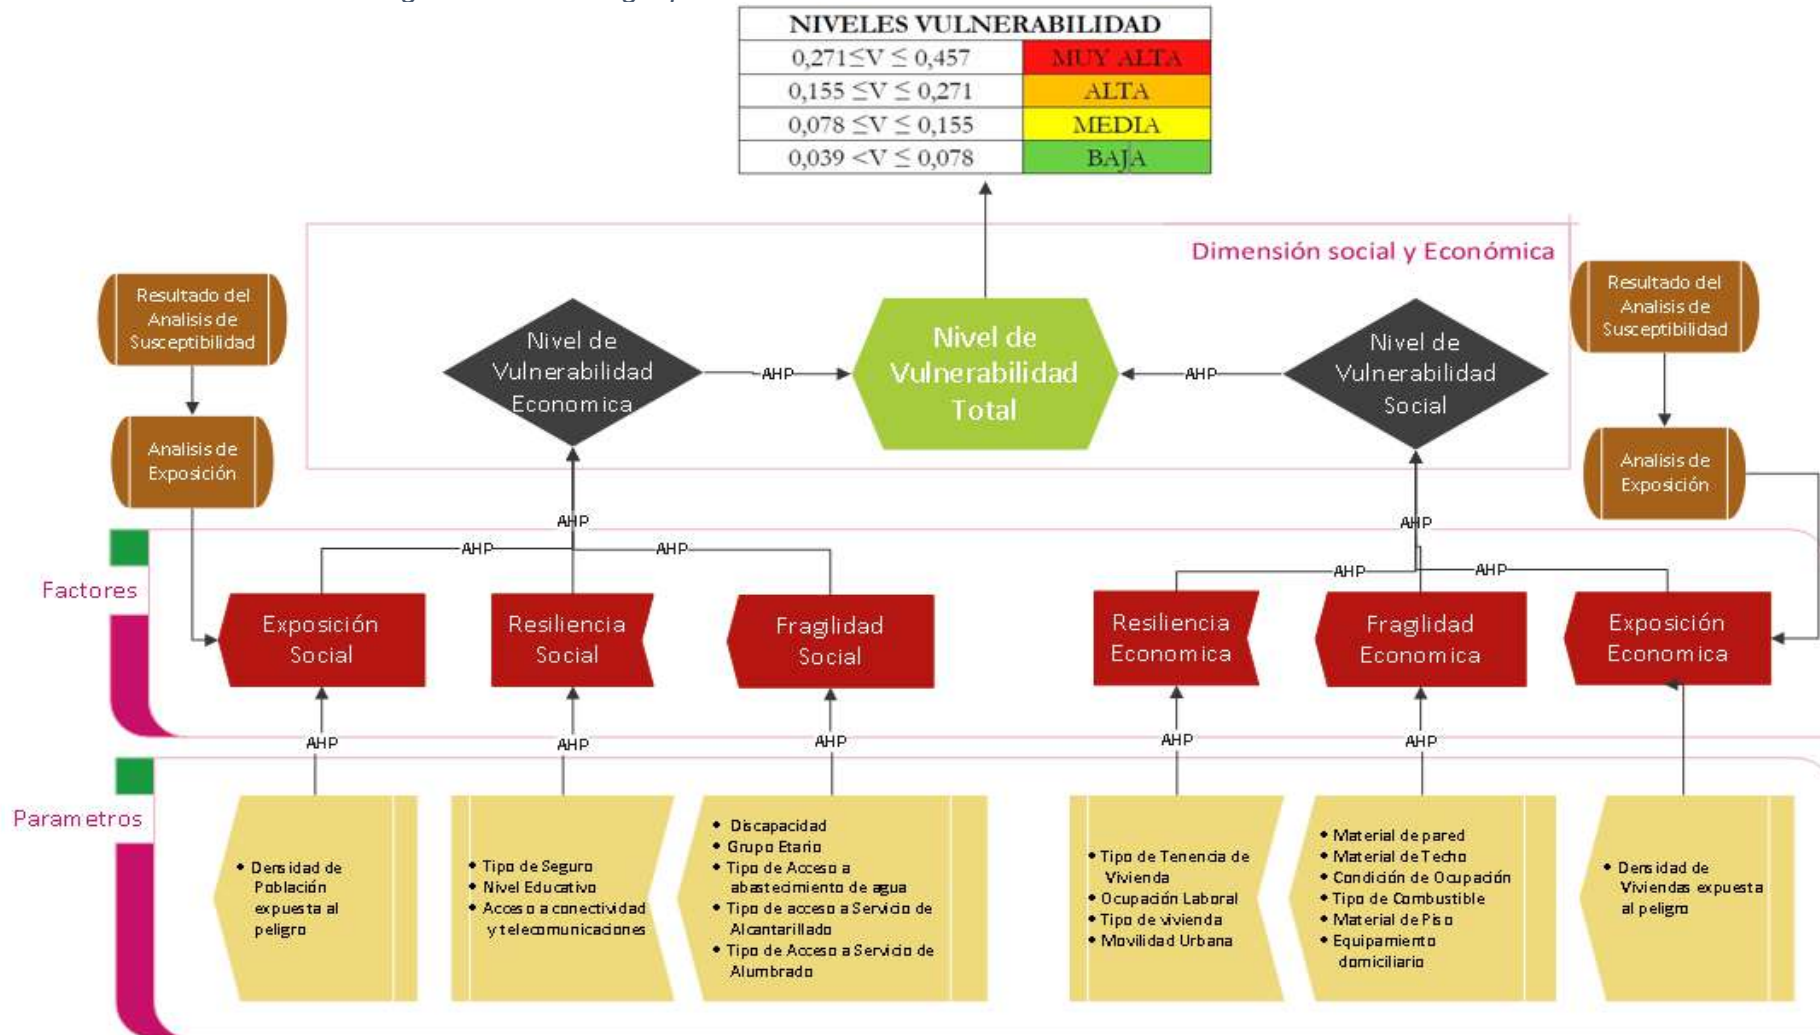 NIVELES VULNERABILIDAD
0,271≤V ≤ 0,457 MUY ALTA
0,155 ≤V ≤ 0,271 ALTA
0,078 ≤V ≤ 0,155 MEDIA
0,039 <V ≤ 0,078 BAJA
Dimensión social y Económica
Resultado del
Analisis de
Susceptibilidad
Nivel de
Vulnerabilidad
Economica
AHP
Nivel de
Vulnerabilidad
Total
AHP
Nivel de
Vulnerabilidad
Social
Resultado del
Analisis de
Susceptibilidad
Analisis de
Exposición
Analisis de
Exposición
AHP
AHP
AHP
AHP
AHP
AHP
Factores
Exposición
Social
Resiliencia
Social
Fragilidad
Social
Resiliencia
Economica
Fragilidad
Economica
Exposición
Economica
AHP
AHP
AHP
AHP
AHP
Parametros
• Densidad de
Población
expuesta al
peligro
• Tipo de Seguro
• Nivel Educativo
• Acceso a conectividad
y telecomunicaciones
• Discapacidad
• Grupo Etario
• Tipo de Acceso a
abastecimiento de agua
• Tipo de acceso a Servicio de
Alcantarillado
• Tipo de Acceso a Servicio de
Alumbrado
• Tipo de Tenencia de
Vivienda
• Ocupación Laboral
• Tipo de vivienda
• Movilidad Urbana
• Material de pared
• Material de Techo
• Condición de Ocupación
• Tipo de Combustible
• Material de Piso
• Equipamiento
domiciliario
• Densidad de
Viviendas expuesta
al peligro